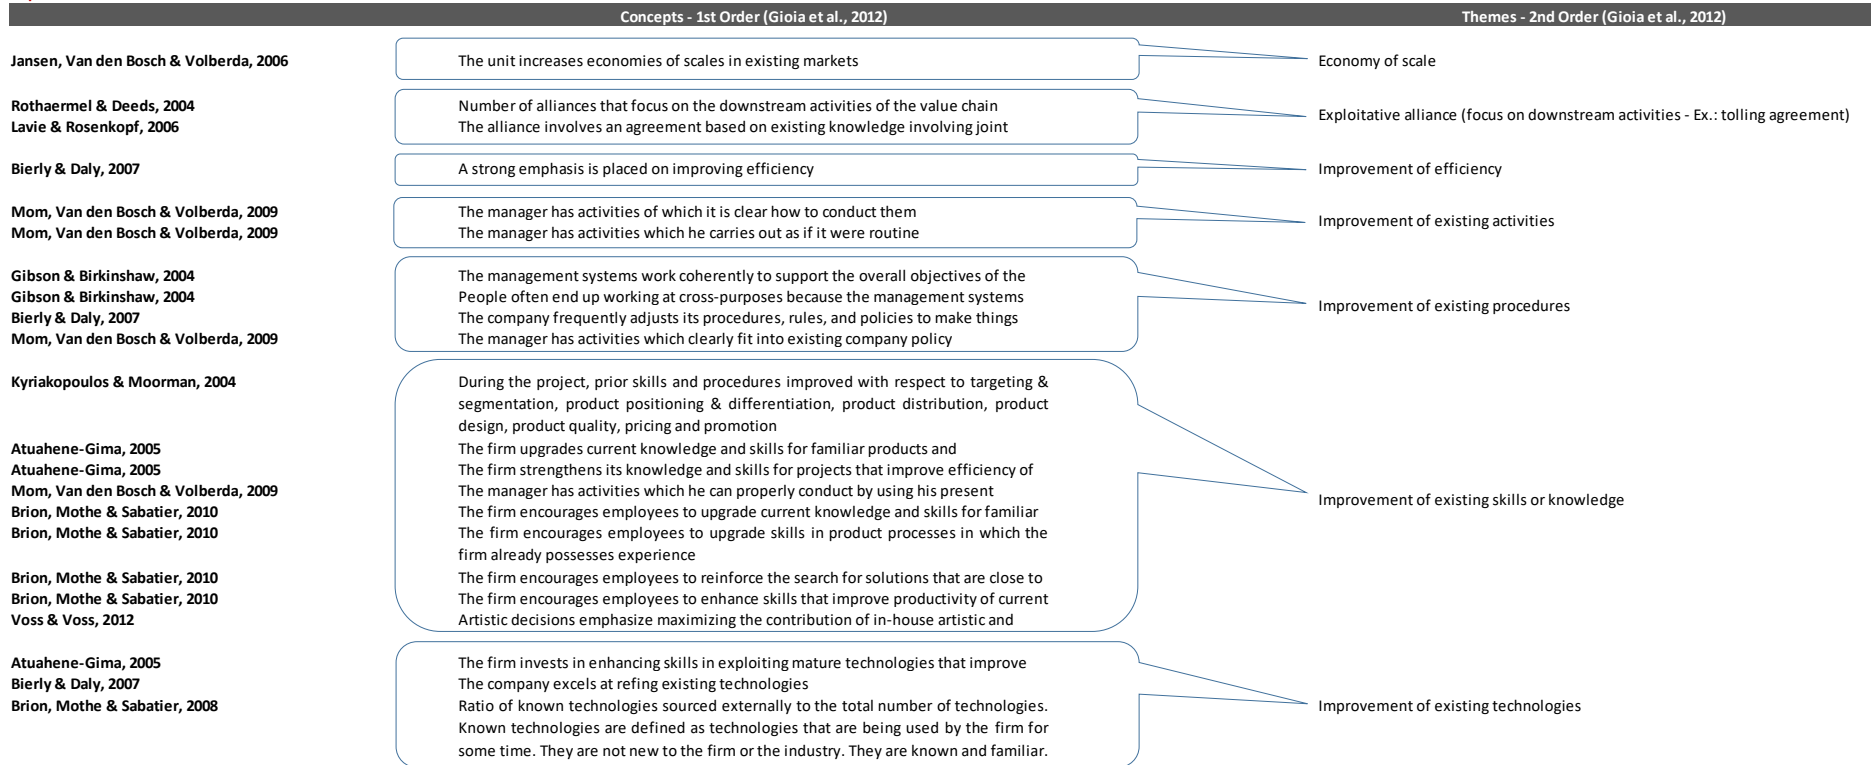 Concepts - 1st Order (Gioia et al., 2012) Themes - 2nd Order (Gioia et al., 2012)
Jansen, Van den Bosch & Volberda, 2006 The unit increases economies of scales in existing markets Economy of scale
Rothaermel & Deeds, 2004 Number of alliances that focus on the downstream activities of the value chain
Exploitative alliance (focus on downstream activities - Ex.: tolling agreement)
Lavie & Rosenkopf, 2006 The alliance involves an agreement based on existing knowledge involving joint
Bierly & Daly, 2007 A strong emphasis is placed on improving efficiency Improvement of efficiency
Mom, Van den Bosch & Volberda, 2009 The manager has activities of which it is clear how to conduct them
Improvement of existing activities
Mom, Van den Bosch & Volberda, 2009 The manager has activities which he carries out as if it were routine
Gibson & Birkinshaw, 2004 The management systems work coherently to support the overall objectives of the
Gibson & Birkinshaw, 2004 People often end up working at cross-purposes because the management systems
Improvement of existing procedures
Bierly & Daly, 2007 The company frequently adjusts its procedures, rules, and policies to make things
Mom, Van den Bosch & Volberda, 2009 The manager has activities which clearly fit into existing company policy
Kyriakopoulos & Moorman, 2004 During the project, prior skills and procedures improved with respect to targeting &
segmentation, product positioning & differentiation, product distribution, product
design, product quality, pricing and promotion
Atuahene-Gima, 2005 The firm upgrades current knowledge and skills for familiar products and
Atuahene-Gima, 2005 The firm strengthens its knowledge and skills for projects that improve efficiency of
Mom, Van den Bosch & Volberda, 2009 The manager has activities which he can properly conduct by using his present
Improvement of existing skills or knowledge
Brion, Mothe & Sabatier, 2010 The firm encourages employees to upgrade current knowledge and skills for familiar
Brion, Mothe & Sabatier, 2010 The firm encourages employees to upgrade skills in product processes in which the
firm already possesses experience
Brion, Mothe & Sabatier, 2010 The firm encourages employees to reinforce the search for solutions that are close to
Brion, Mothe & Sabatier, 2010 The firm encourages employees to enhance skills that improve productivity of current
Voss & Voss, 2012 Artistic decisions emphasize maximizing the contribution of in-house artistic and
Atuahene-Gima, 2005 The firm invests in enhancing skills in exploiting mature technologies that improve
Bierly & Daly, 2007 The company excels at refing existing technologies
Brion, Mothe & Sabatier, 2008 Ratio of known technologies sourced externally to the total number of technologies. Improvement of existing technologies
Known technologies are defined as technologies that are being used by the firm for
some time. They are not new to the firm or the industry. They are known and familiar.